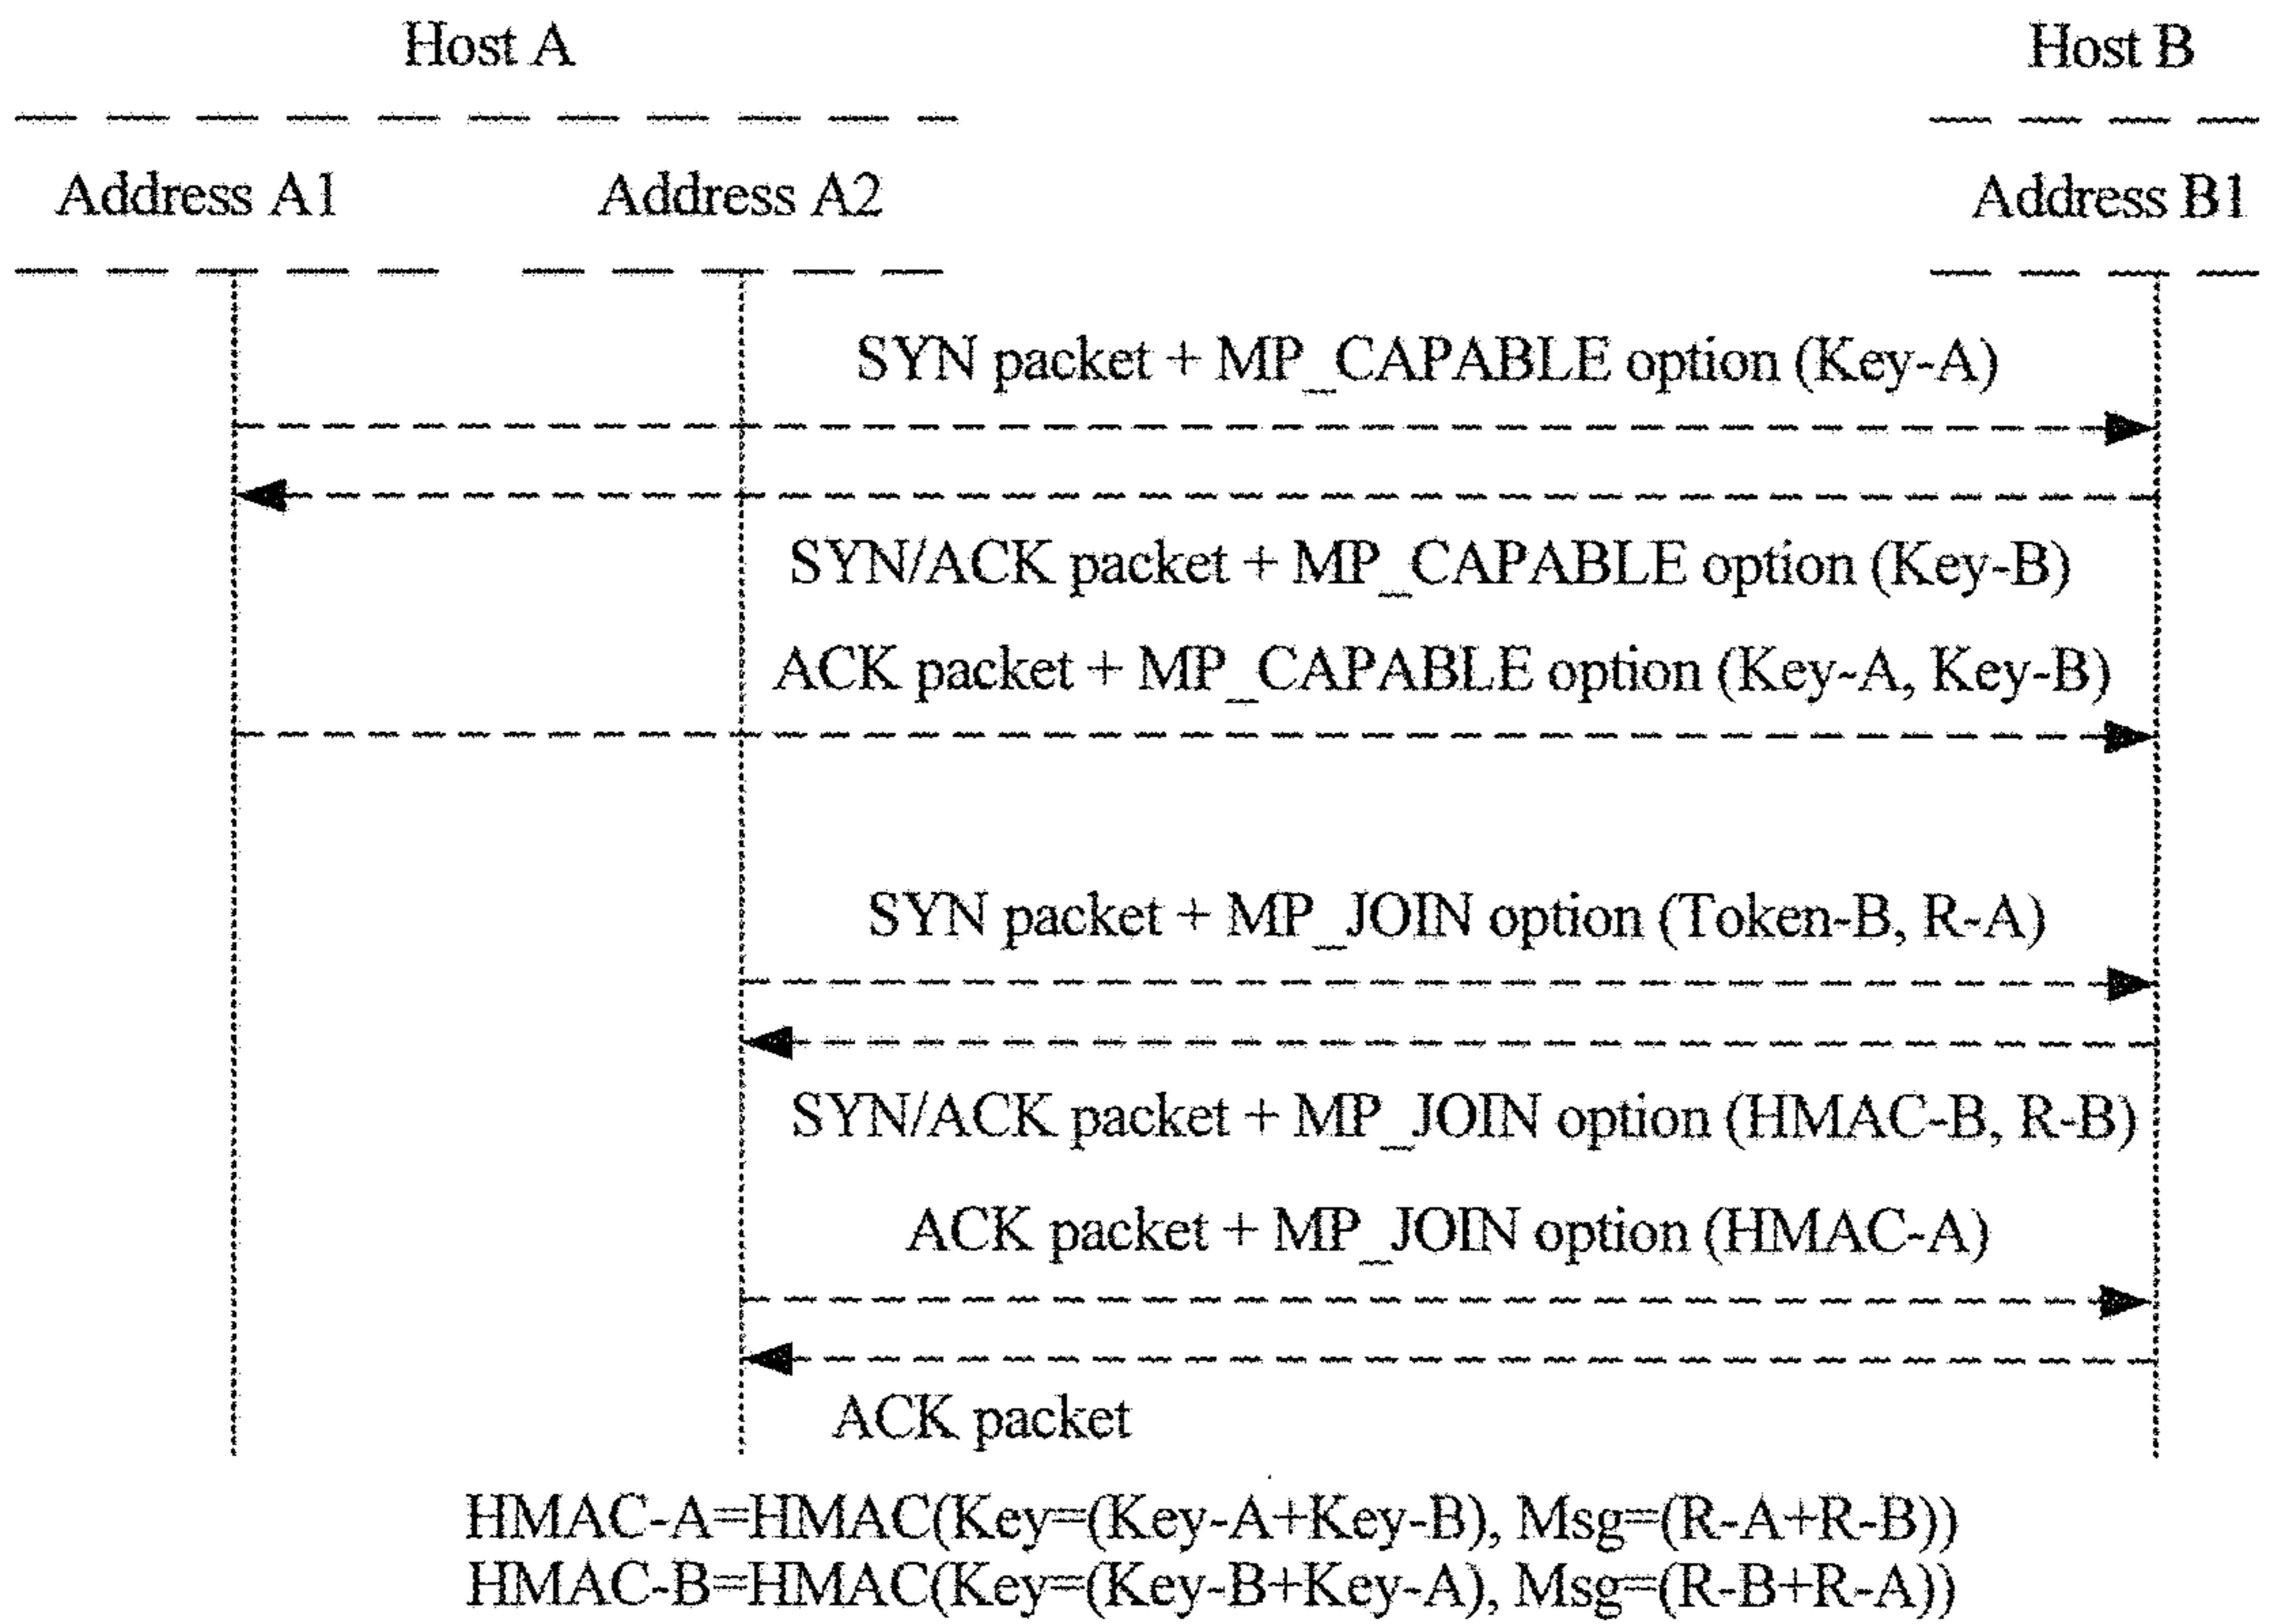 Host A
Host B
Address A1
Address A2
Address B1
SYN packet + MP_CAPABLE option (Key-A)
SYN/ACK packet + MP_CAPABLE option (Key-B)
ACK packet + MP_CAPABLE option (Key-A, Key-B)
SYN packet + MP_JOIN option (Token-B, R-A)
SYN/ACK packet + MP_JOIN option (HMAC-B, R-B)
ACK packet + MP_JOIN option (HMAC-A)
ACK packet
HMAC-A=HMAC(Key=(Key-A+Key-B), Msg=(R-A+R-B))
HMAC-B=HMAC(Key=(Key-B+Key-A), Msg=(R-B+R-A))